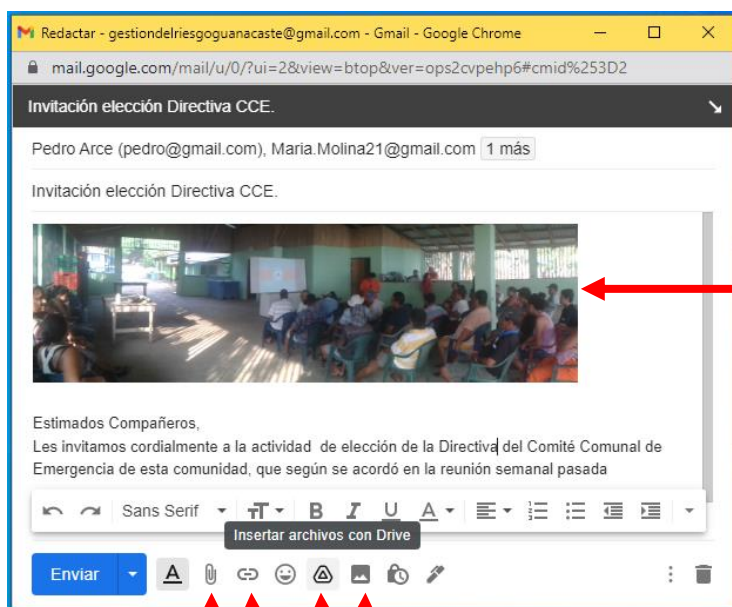 Redactar - gestiondelriesgoguanacaste@gmail.com - Gmail - Google Chrome
mail.google.com/mail/u/0/?ui=2&view=btop&ver=ops2cvpehp6#cmid%253D2
Invitación elección Directiva CCE.
Pedro Arce (pedro@gmail.com), Maria.Molina21@gmail.com 1 más
Invitación elección Directiva CCE.
Estimados Compañeros,
Les invitamos cordialmente a la actividad  de elección de la Directiva del Comité Comunal de
Emergencia de esta comunidad, que según se acordó en la reunión semanal pasada
Sans Serif
Insertar archivos con Drive
Enviar